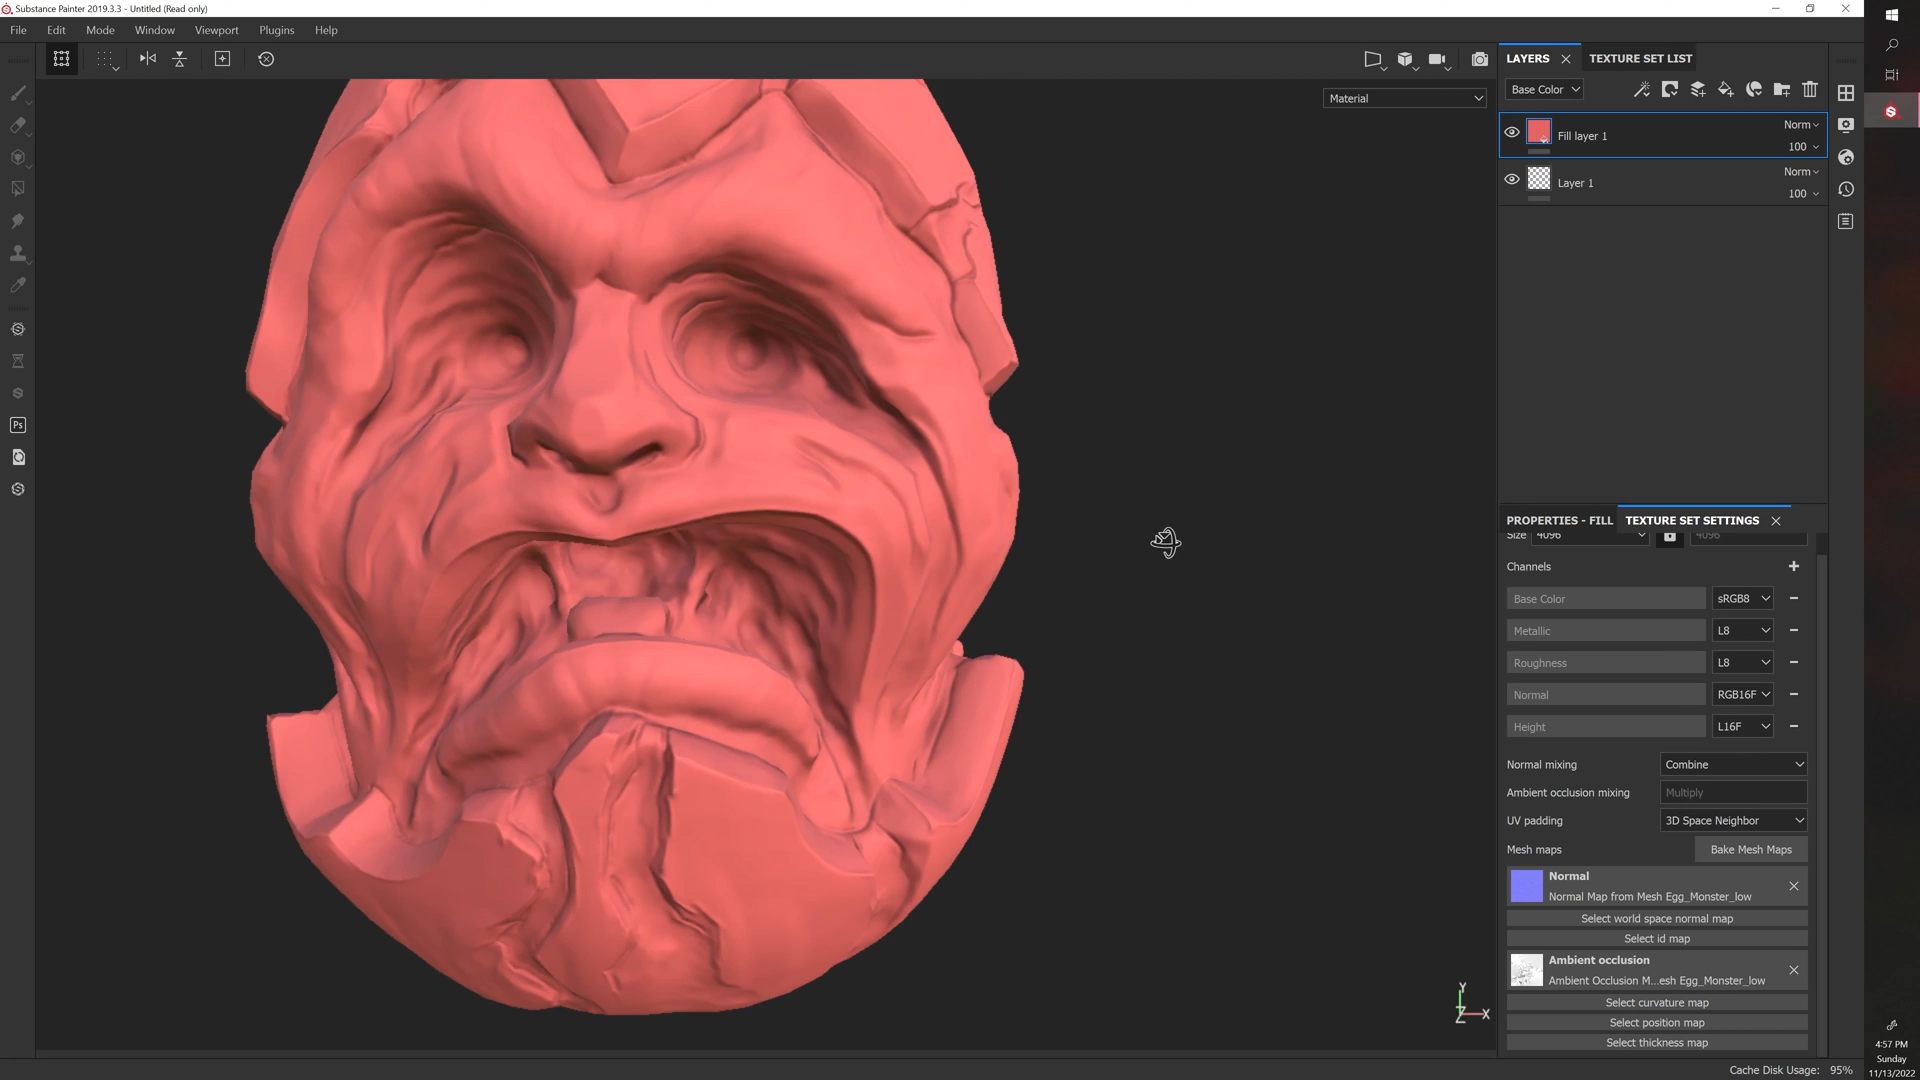 Substance Painter 2019.3.3 - Untitled (Read only)
File Edit Mode Window Viewport Plugins Help
Material
LAYERS TEXTURE SET LIST
Base Color
Fill layer 1
Norm
100
Layer 1
Norm
100
Ps
PROPERTIES - FILL TEXTURE SET SETTINGS
Size 4096 4096
Channels
Base Color sRGB8
Metallic L8
Roughness L8
Normal RGB16F
Height L16F
Normal mixing Combine
Ambient occlusion mixing Multiply
UV padding 3D Space Neighbor
Mesh maps Bake Mesh Maps
Normal
Normal Map from Mesh Egg_Monster_low
Select world space normal map
Select id map
Ambient occlusion
Ambient Occlusion M...esh Egg_Monster_low
Select curvature map
Select position map
Select thickness map
Y
Z X
Cache Disk Usage: 95%
4:57 PM
Sunday
11/13/2022